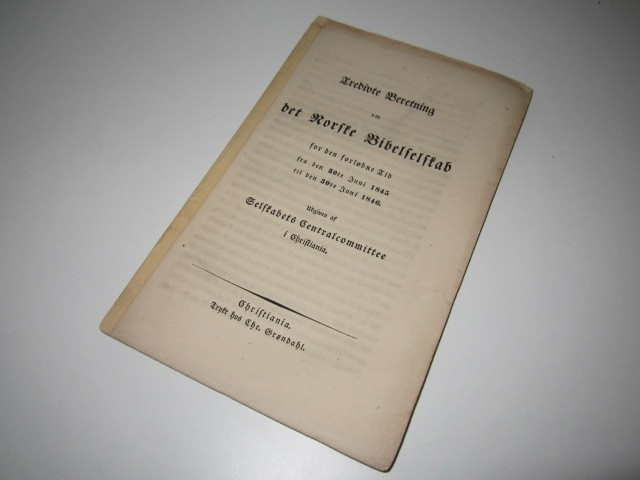 Tredivte Beretning
om
det Norske Bibelselskab
for den forløbne Tid
fra den 30te Juni 1845
til den 30te Juni 1846.
Udgiven af
Selskabets Centralcommittee
i Christiania.
Christiania.
Trykt hos Chr. Grøndahl.